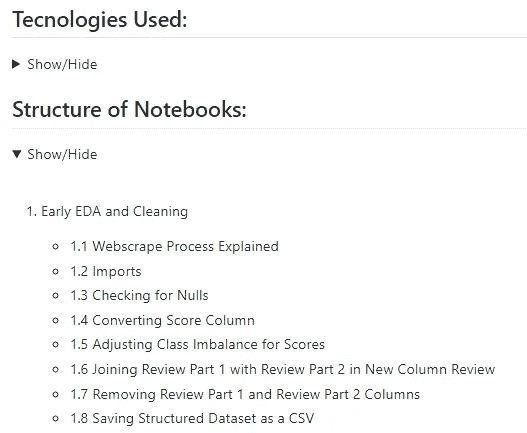 Tecnologies Used:
▶ Show/Hide
Structure of Notebooks:
▼ Show/Hide
1. Early EDA and Cleaning
○ 1.1 Webscrape Process Explained
○ 1.2 Imports
○ 1.3 Checking for Nulls
○ 1.4 Converting Score Column
○ 1.5 Adjusting Class Imbalance for Scores
○ 1.6 Joining Review Part 1 with Review Part 2 in New Column Review
○ 1.7 Removing Review Part 1 and Review Part 2 Columns
○ 1.8 Saving Structured Dataset as a CSV